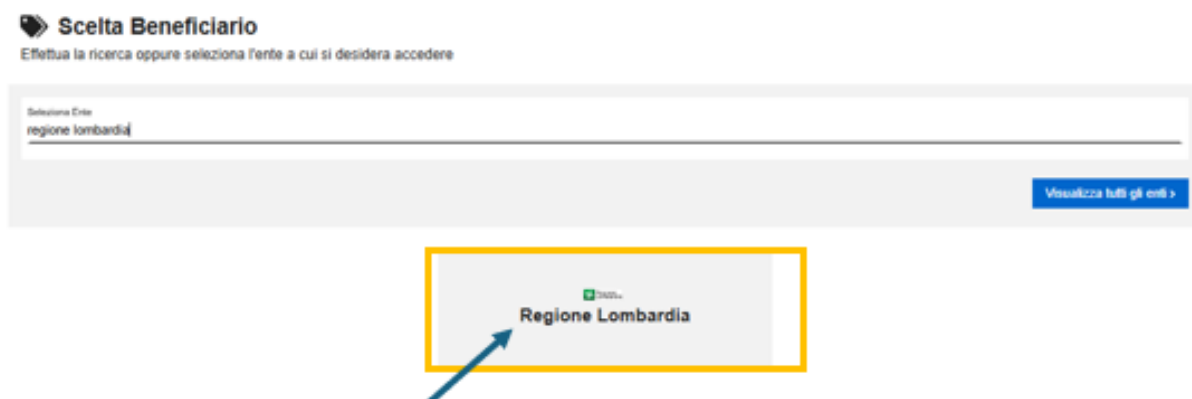 Scelta Beneficiario
Effettua la ricerca oppure seleziona l'ente a cui si desidera accedere
Seleziona Ente
regione lombardia
Visualizza tutti gli enti >
Regione Lombardia